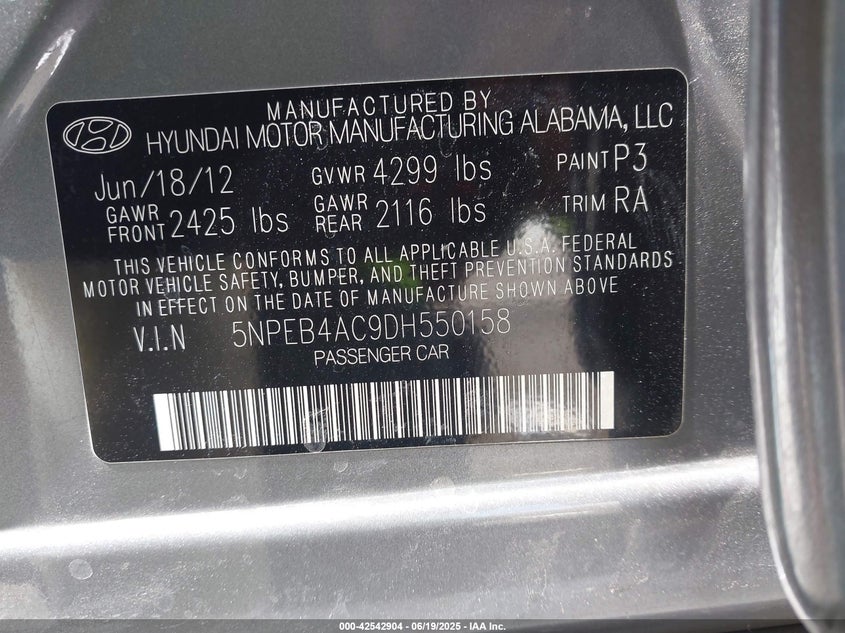 MANUFACTURED BY
HYUNDAI MOTOR MANUFACTURING ALABAMA, LLC
Jun/18/12 GVWR 4299 lbs PAINT P3
GAWR FRONT 2425 lbs GAWR REAR 2116 lbs TRIM RA
THIS VEHICLE CONFORMS TO ALL APPLICABLE U.S.A. FEDERAL
MOTOR VEHICLE SAFETY, BUMPER, AND THEFT PREVENTION STANDARDS
IN EFFECT ON THE DATE OF MANUFACTURE SHOWN ABOVE
V.I.N 5NPEB4AC9DH550158
PASSENGER CAR
000-42542904 - 06/19/2025 - IAA Inc.